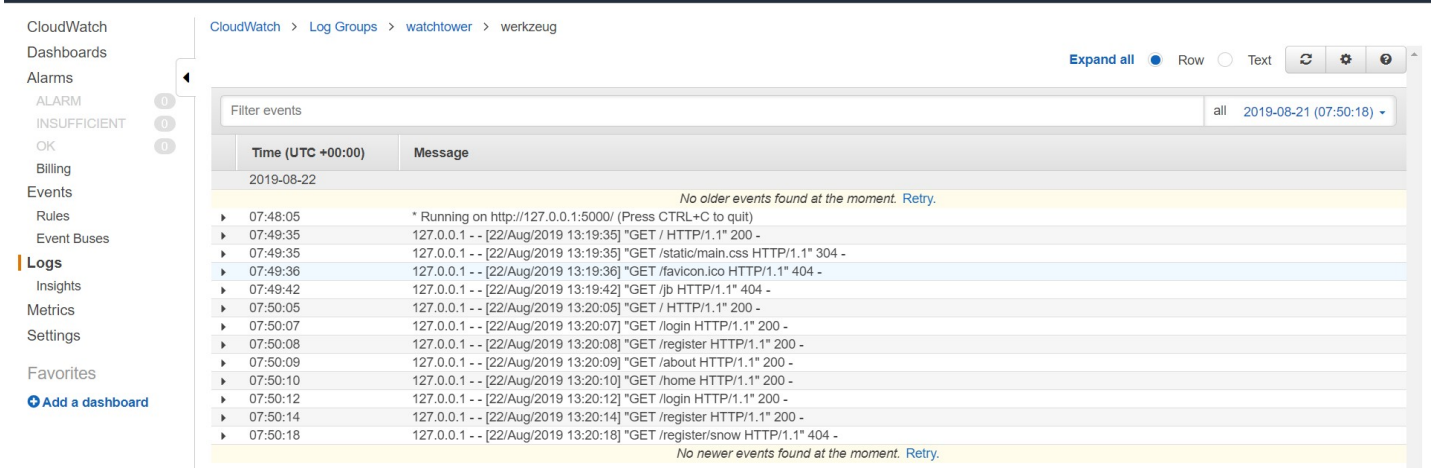 CloudWatch
Dashboards
Alarms
ALARM 0
INSUFFICIENT 0
OK 0
Billing
Events
Rules
Event Buses
Logs
Insights
Metrics
Settings
Favorites
Add a dashboard
CloudWatch > Log Groups > watchtower > werkzeug
Expand all Row Text
Filter events all 2019-08-21 (07:50:18)
Time (UTC +00:00) Message
2019-08-22
No older events found at the moment. Retry.
07:48:05 * Running on http://127.0.0.1:5000/ (Press CTRL+C to quit)
07:49:35 127.0.0.1 - - [22/Aug/2019 13:19:35] "GET / HTTP/1.1" 200 -
07:49:35 127.0.0.1 - - [22/Aug/2019 13:19:35] "GET /static/main.css HTTP/1.1" 304 -
07:49:36 127.0.0.1 - - [22/Aug/2019 13:19:36] "GET /favicon.ico HTTP/1.1" 404 -
07:49:42 127.0.0.1 - - [22/Aug/2019 13:19:42] "GET /jb HTTP/1.1" 404 -
07:50:05 127.0.0.1 - - [22/Aug/2019 13:20:05] "GET / HTTP/1.1" 200 -
07:50:07 127.0.0.1 - - [22/Aug/2019 13:20:07] "GET /login HTTP/1.1" 200 -
07:50:08 127.0.0.1 - - [22/Aug/2019 13:20:08] "GET /register HTTP/1.1" 200 -
07:50:09 127.0.0.1 - - [22/Aug/2019 13:20:09] "GET /about HTTP/1.1" 200 -
07:50:10 127.0.0.1 - - [22/Aug/2019 13:20:10] "GET /home HTTP/1.1" 200 -
07:50:12 127.0.0.1 - - [22/Aug/2019 13:20:12] "GET /login HTTP/1.1" 200 -
07:50:14 127.0.0.1 - - [22/Aug/2019 13:20:14] "GET /register HTTP/1.1" 200 -
07:50:18 127.0.0.1 - - [22/Aug/2019 13:20:18] "GET /register/snow HTTP/1.1" 404 -
No newer events found at the moment. Retry.